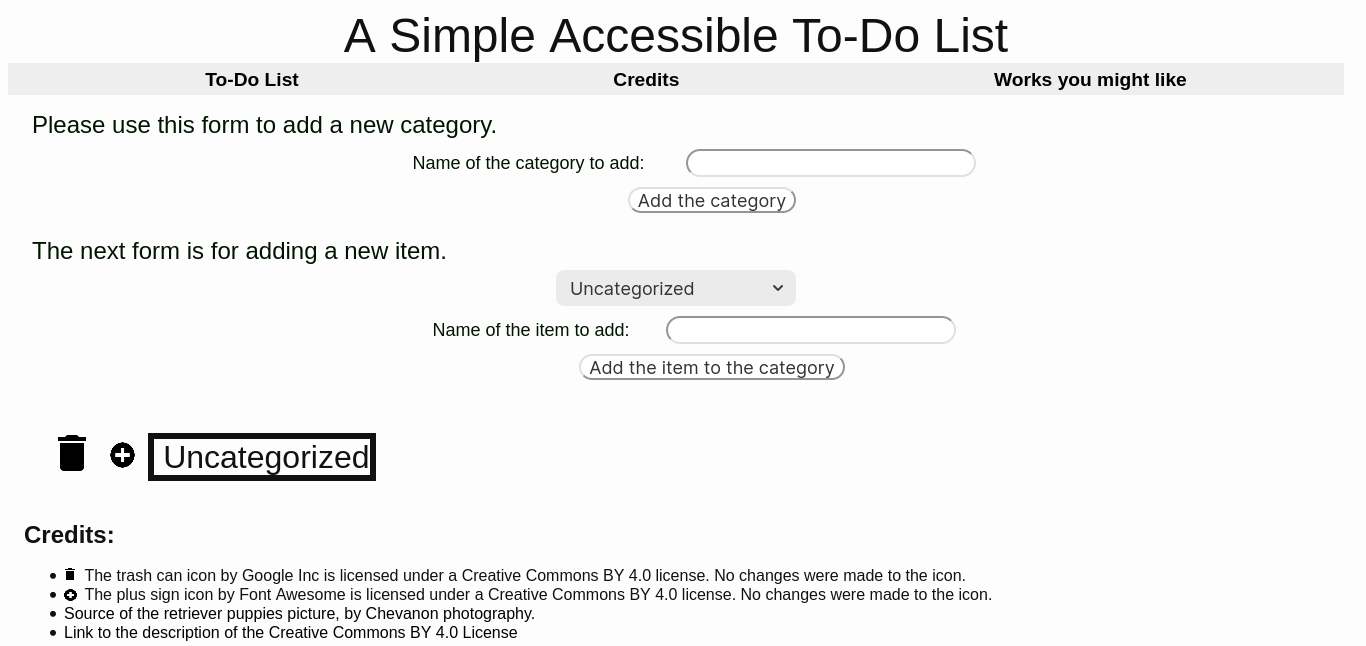 A Simple Accessible To-Do List
To-Do List Credits Works you might like
Please use this form to add a new category.
Name of the category to add:
Add the category
The next form is for adding a new item.
Uncategorized
Name of the item to add:
Add the item to the category
Uncategorized
Credits:
The trash can icon by Google Inc is licensed under a Creative Commons BY 4.0 license. No changes were made to the icon.
The plus sign icon by Font Awesome is licensed under a Creative Commons BY 4.0 license. No changes were made to the icon.
Source of the retriever puppies picture, by Chevanon photography.
Link to the description of the Creative Commons BY 4.0 License